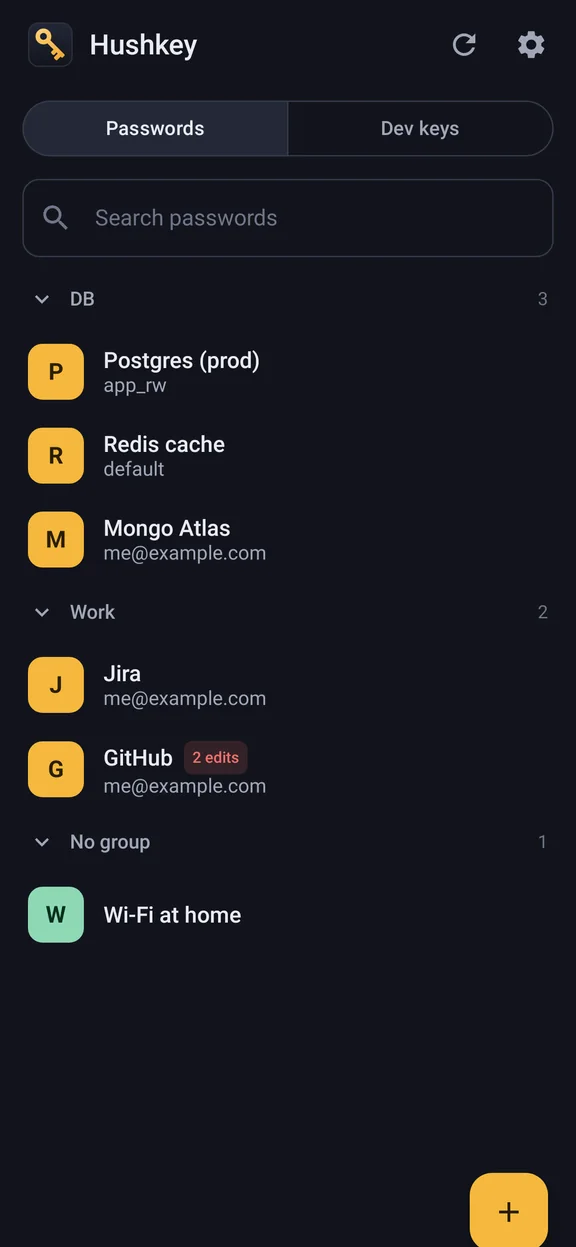 Hushkey
Passwords
Dev keys
Search passwords
DB
3
P
Postgres (prod)
app_rw
R
Redis cache
default
M
Mongo Atlas
me@example.com
Work
2
J
Jira
me@example.com
G
GitHub
2 edits
me@example.com
No group
1
W
Wi-Fi at home
+